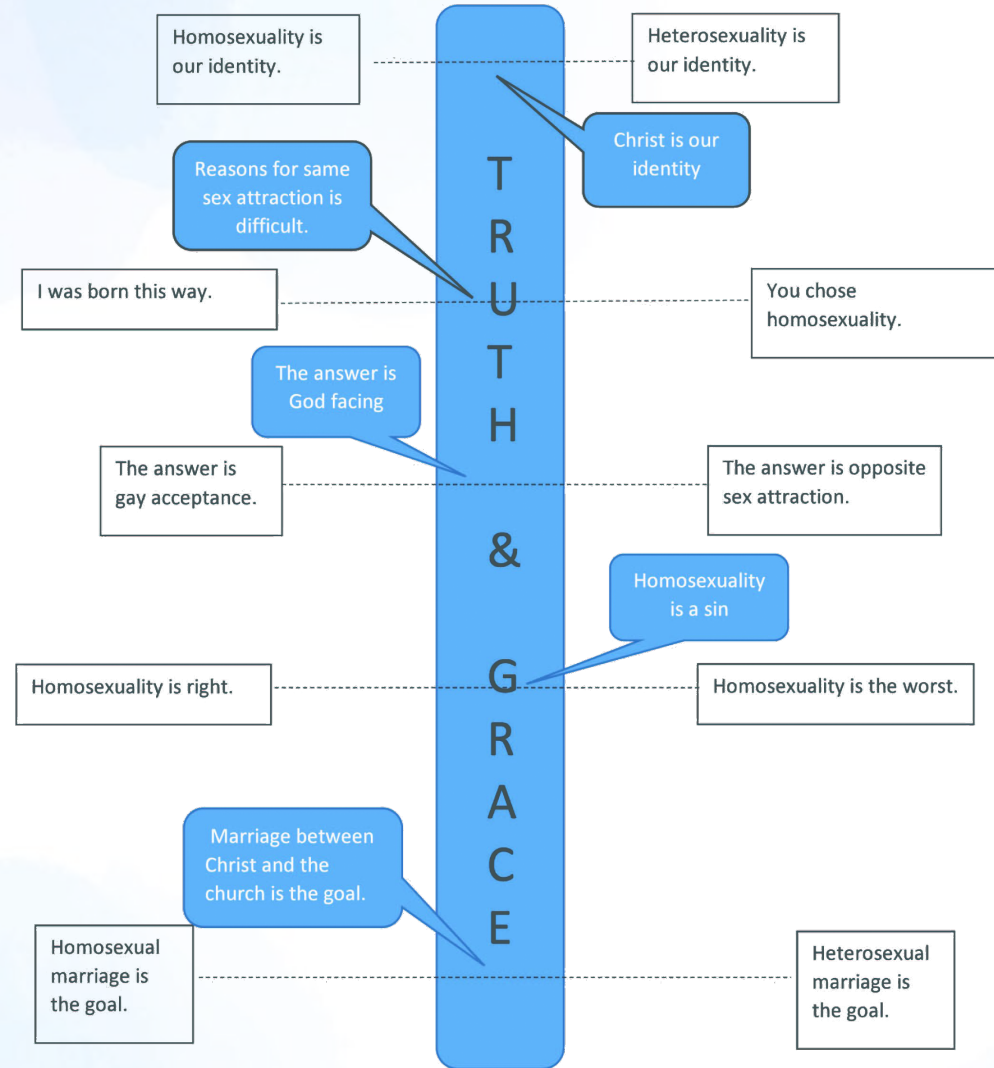 Homosexuality is
our identity.
Heterosexuality is
our identity.
Christ is our
identity
Reasons for same
sex attraction is
difficult.
I was born this way.
You chose
homosexuality.
The answer is
God facing
The answer is
gay acceptance.
The answer is opposite
sex attraction.
Homosexuality
is a sin
Homosexuality is right.
Homosexuality is the worst.
Marriage between
Christ and the
church is the goal.
Homosexual
marriage is
the goal.
Heterosexual
marriage is
the goal.
T
R
U
T
H
&
G
R
A
C
E